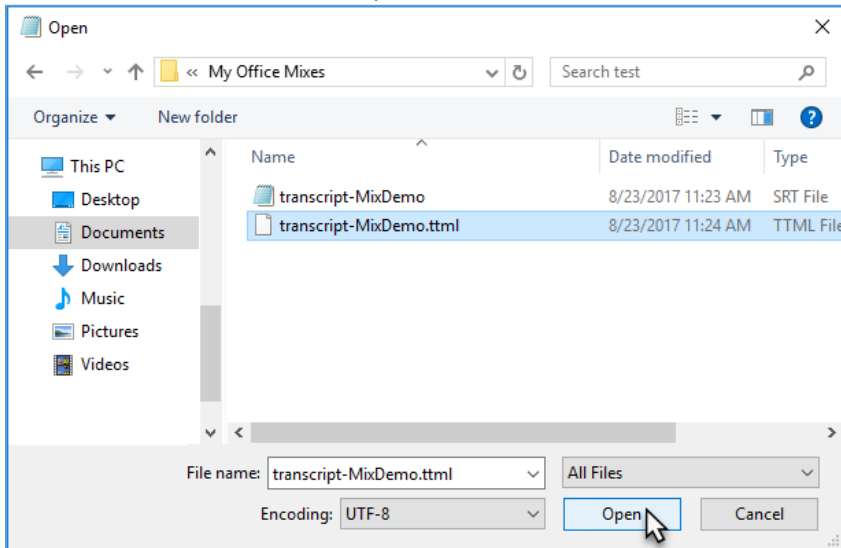 Open
« My Office Mixes
Search test
Organize
New folder
?
This PC
Desktop
Documents
Downloads
Music
Pictures
Videos
Name
Date modified
Type
transcript-MixDemo
8/23/2017 11:23 AM
SRT File
transcript-MixDemo.ttml
8/23/2017 11:24 AM
TTML File
File name:
transcript-MixDemo.ttml
All Files
Encoding:
UTF-8
Open
Cancel